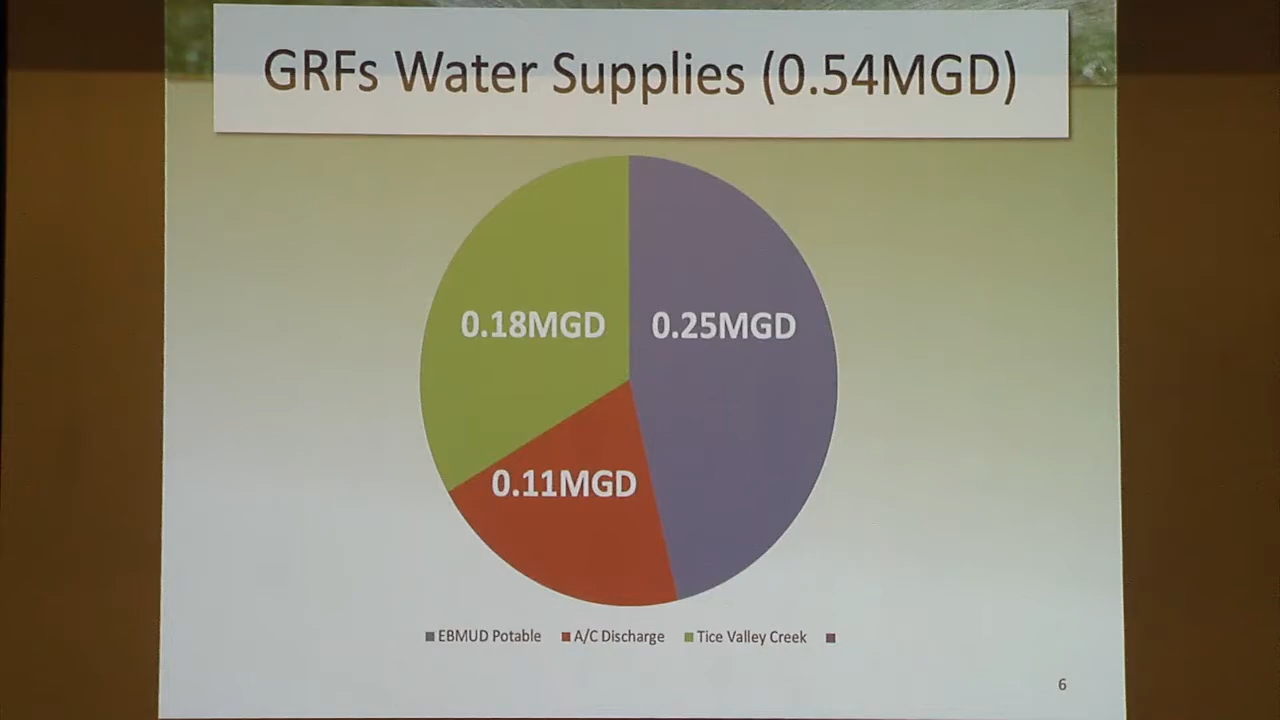 GRFs Water Supplies (0.54MGD)
0.18MGD
0.25MGD
0.11MGD
EBMUD Potable
A/C Discharge
Tice Valley Creek
6